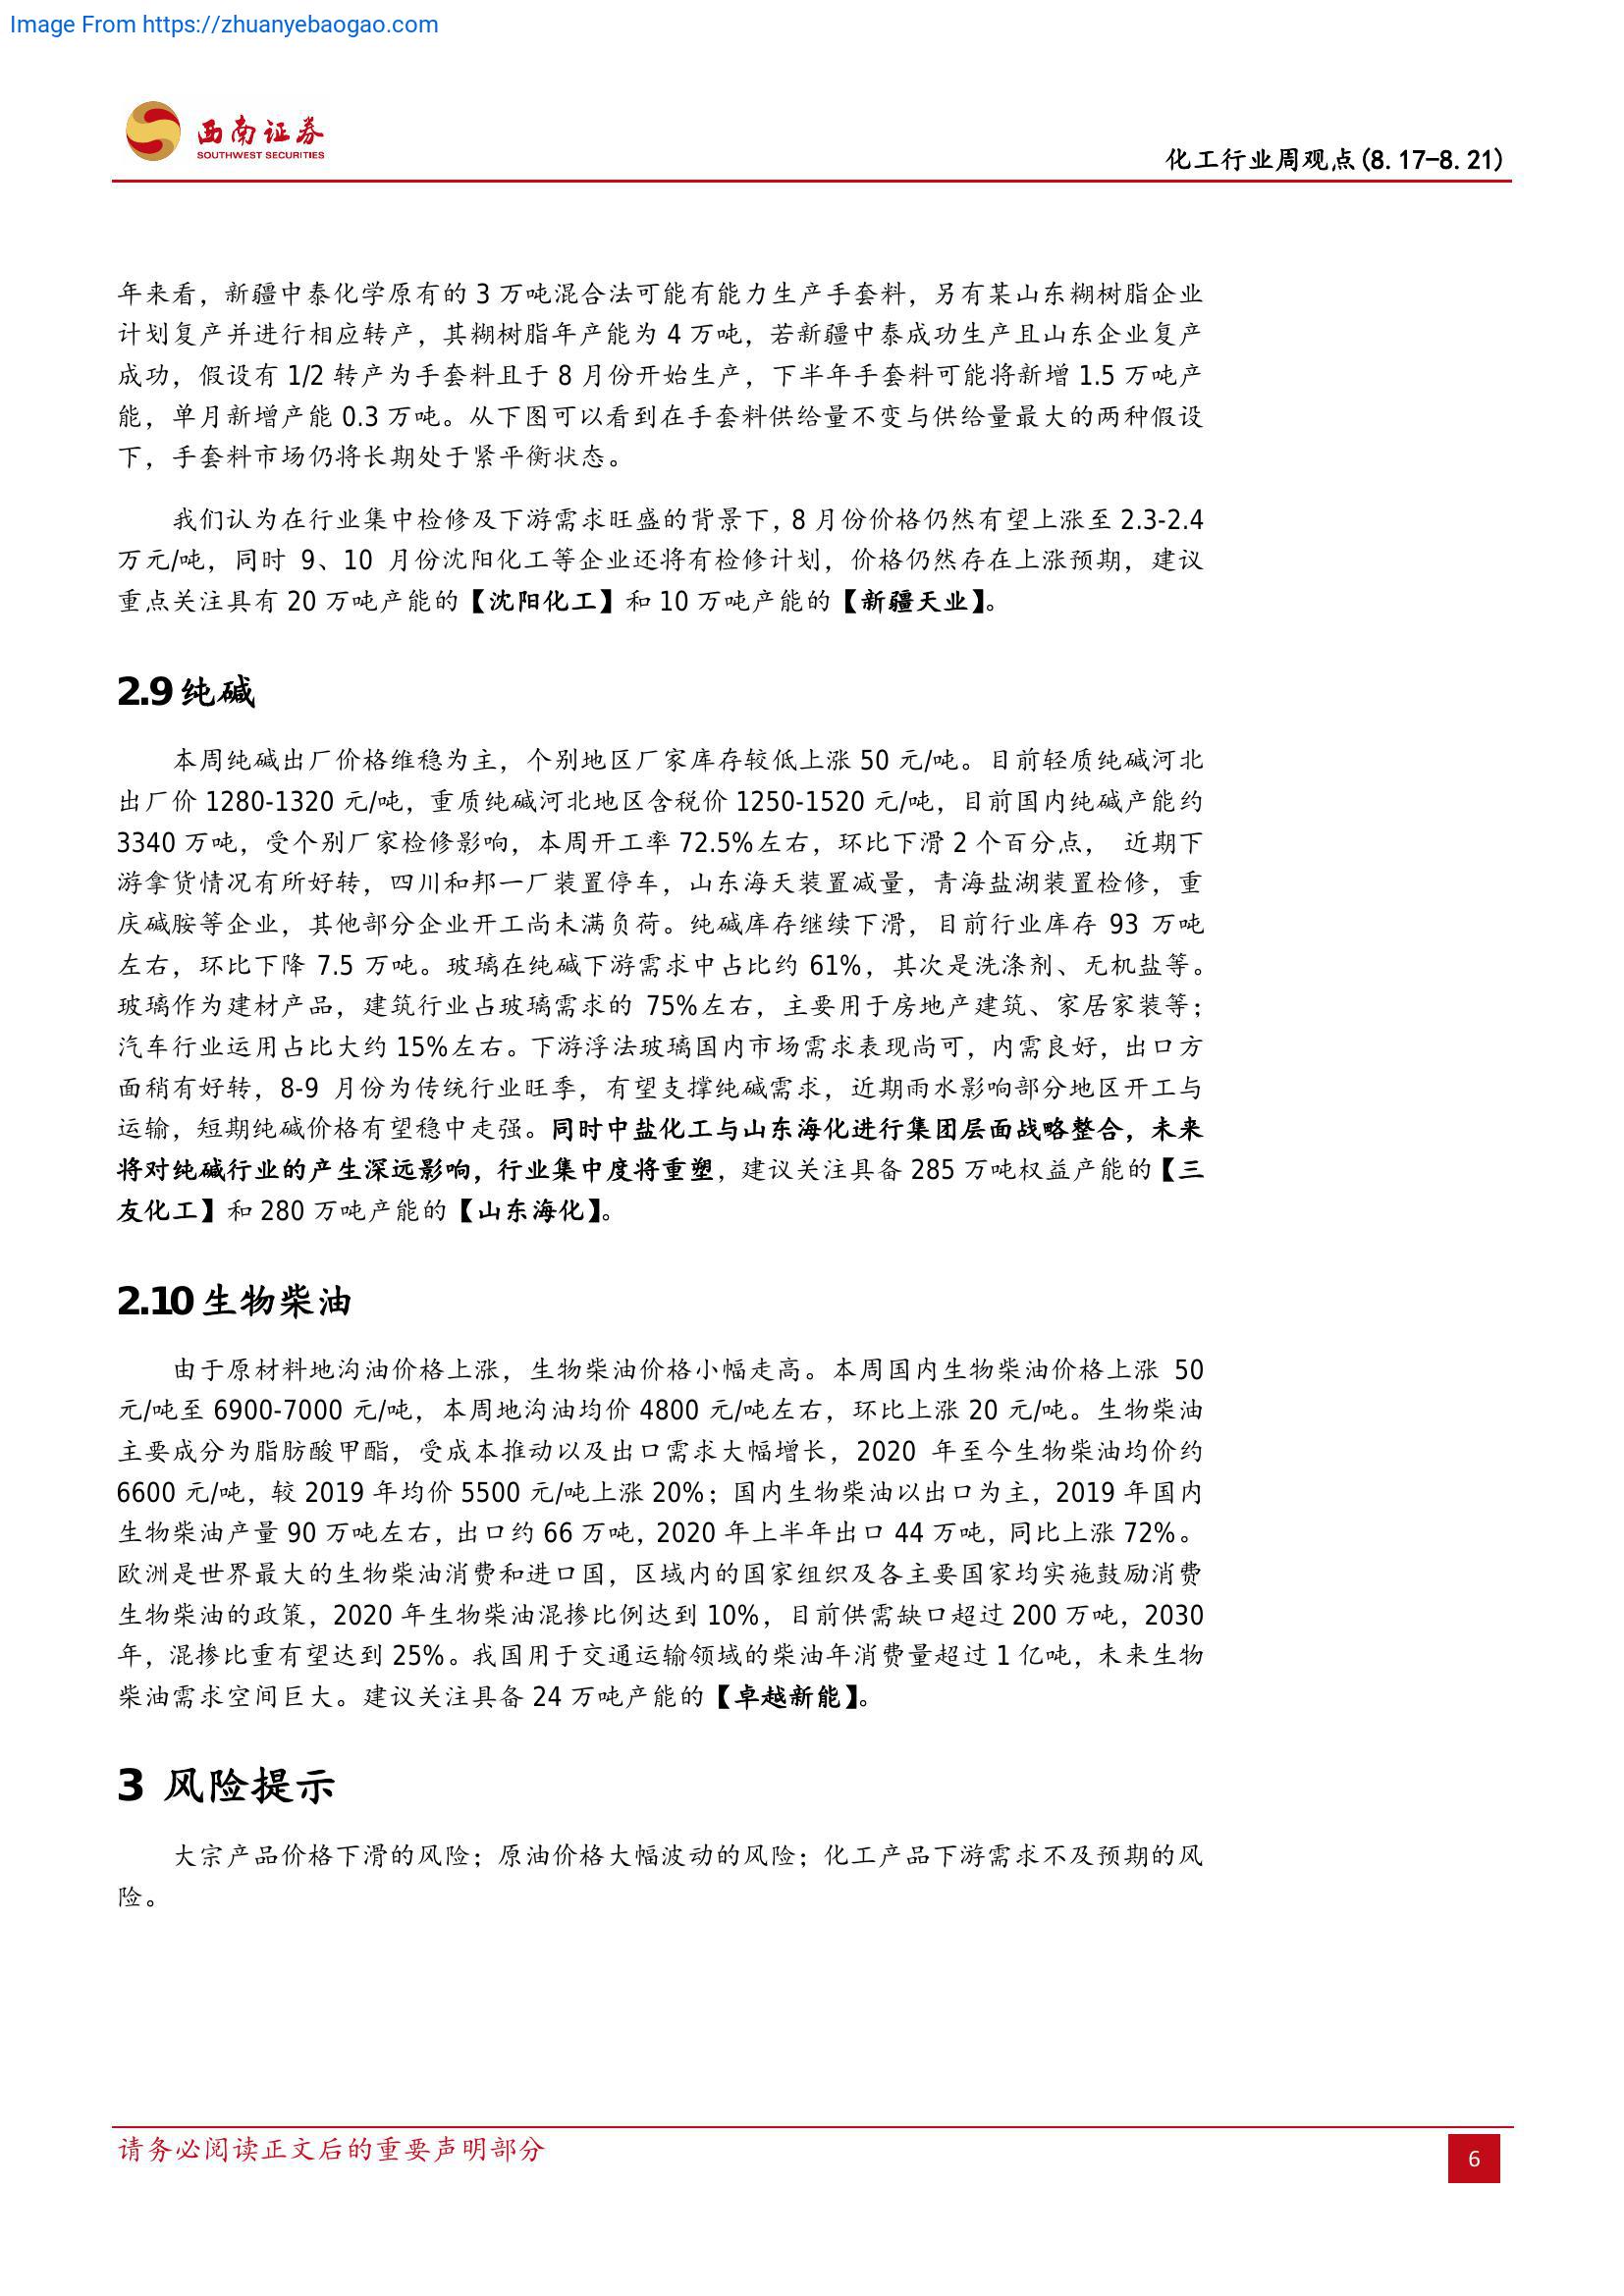 Image From https://zhuanyebaogao.com
西南证券
SOUTHWEST SECURITIES
化工行业周观点(8.17-8.21)
年来看，新疆中泰化学原有的 3 万吨混合法可能有能力生产手套料，另有某山东糊树脂企业
计划复产并进行相应转产，其糊树脂年产能为 4 万吨，若新疆中泰成功生产且山东企业复产
成功，假设有 1/2 转产为手套料且于 8 月份开始生产，下半年手套料可能将新增 1.5 万吨产
能，单月新增产能 0.3 万吨。从下图可以看到在手套料供给量不变与供给量最大的两种假设
下，手套料市场仍将长期处于紧平衡状态。
我们认为在行业集中检修及下游需求旺盛的背景下，8 月份价格仍然有望上涨至 2.3-2.4
万元/吨，同时 9、10 月份沈阳化工等企业还将有检修计划，价格仍然存在上涨预期，建议
重点关注具有 20 万吨产能的【沈阳化工】和 10 万吨产能的【新疆天业】。
2.9 纯碱
本周纯碱出厂价格维稳为主，个别地区厂家库存较低上涨 50 元/吨。目前轻质纯碱河北
出厂价 1280-1320 元/吨，重质纯碱河北地区含税价 1250-1520 元/吨，目前国内纯碱产能约
3340 万吨，受个别厂家检修影响，本周开工率 72.5%左右，环比下滑 2 个百分点， 近期下
游拿货情况有所好转，四川和邦一厂装置停车，山东海天装置减量，青海盐湖装置检修，重
庆碱胺等企业，其他部分企业开工尚未满负荷。纯碱库存继续下滑，目前行业库存 93 万吨
左右，环比下降 7.5 万吨。玻璃在纯碱下游需求中占比约 61%，其次是洗涤剂、无机盐等。
玻璃作为建材产品，建筑行业占玻璃需求的 75%左右，主要用于房地产建筑、家居家装等；
汽车行业运用占比大约 15%左右。下游浮法玻璃国内市场需求表现尚可，内需良好，出口方
面稍有好转，8-9 月份为传统行业旺季，有望支撑纯碱需求，近期雨水影响部分地区开工与
运输，短期纯碱价格有望稳中走强。同时中盐化工与山东海化进行集团层面战略整合，未来
将对纯碱行业的产生深远影响，行业集中度将重塑，建议关注具备 285 万吨权益产能的【三
友化工】和 280 万吨产能的【山东海化】。
2.10 生物柴油
由于原材料地沟油价格上涨，生物柴油价格小幅走高。本周国内生物柴油价格上涨 50
元/吨至 6900-7000 元/吨，本周地沟油均价 4800 元/吨左右，环比上涨 20 元/吨。生物柴油
主要成分为脂肪酸甲酯，受成本推动以及出口需求大幅增长，2020 年至今生物柴油均价约
6600 元/吨，较 2019 年均价 5500 元/吨上涨 20%；国内生物柴油以出口为主，2019 年国内
生物柴油产量 90 万吨左右，出口约 66 万吨，2020 年上半年出口 44 万吨，同比上涨 72%。
欧洲是世界最大的生物柴油消费和进口国，区域内的国家组织及各主要国家均实施鼓励消费
生物柴油的政策，2020 年生物柴油混掺比例达到 10%，目前供需缺口超过 200 万吨，2030
年，混掺比重有望达到 25%。我国用于交通运输领域的柴油年消费量超过 1 亿吨，未来生物
柴油需求空间巨大。建议关注具备 24 万吨产能的【卓越新能】。
3 风险提示
大宗产品价格下滑的风险；原油价格大幅波动的风险；化工产品下游需求不及预期的风
险。
请务必阅读正文后的重要声明部分
6